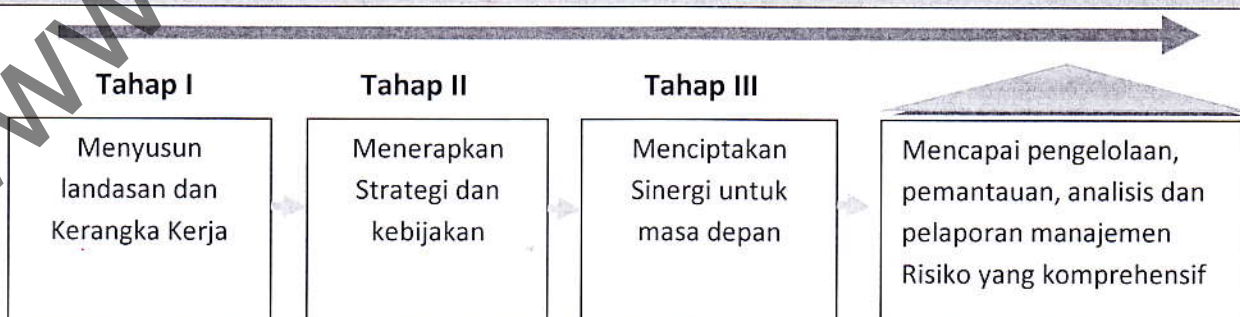 Tahap I
Tahap II
Tahap III
Menyusun
landasan dan
Kerangka Kerja
Menerapkan
Strategi dan
kebijakan
Menciptakan
Sinergi untuk
masa depan
Mencapai pengelolaan,
pemantauan, analisis dan
pelaporan manajemen
Risiko yang komprehensif